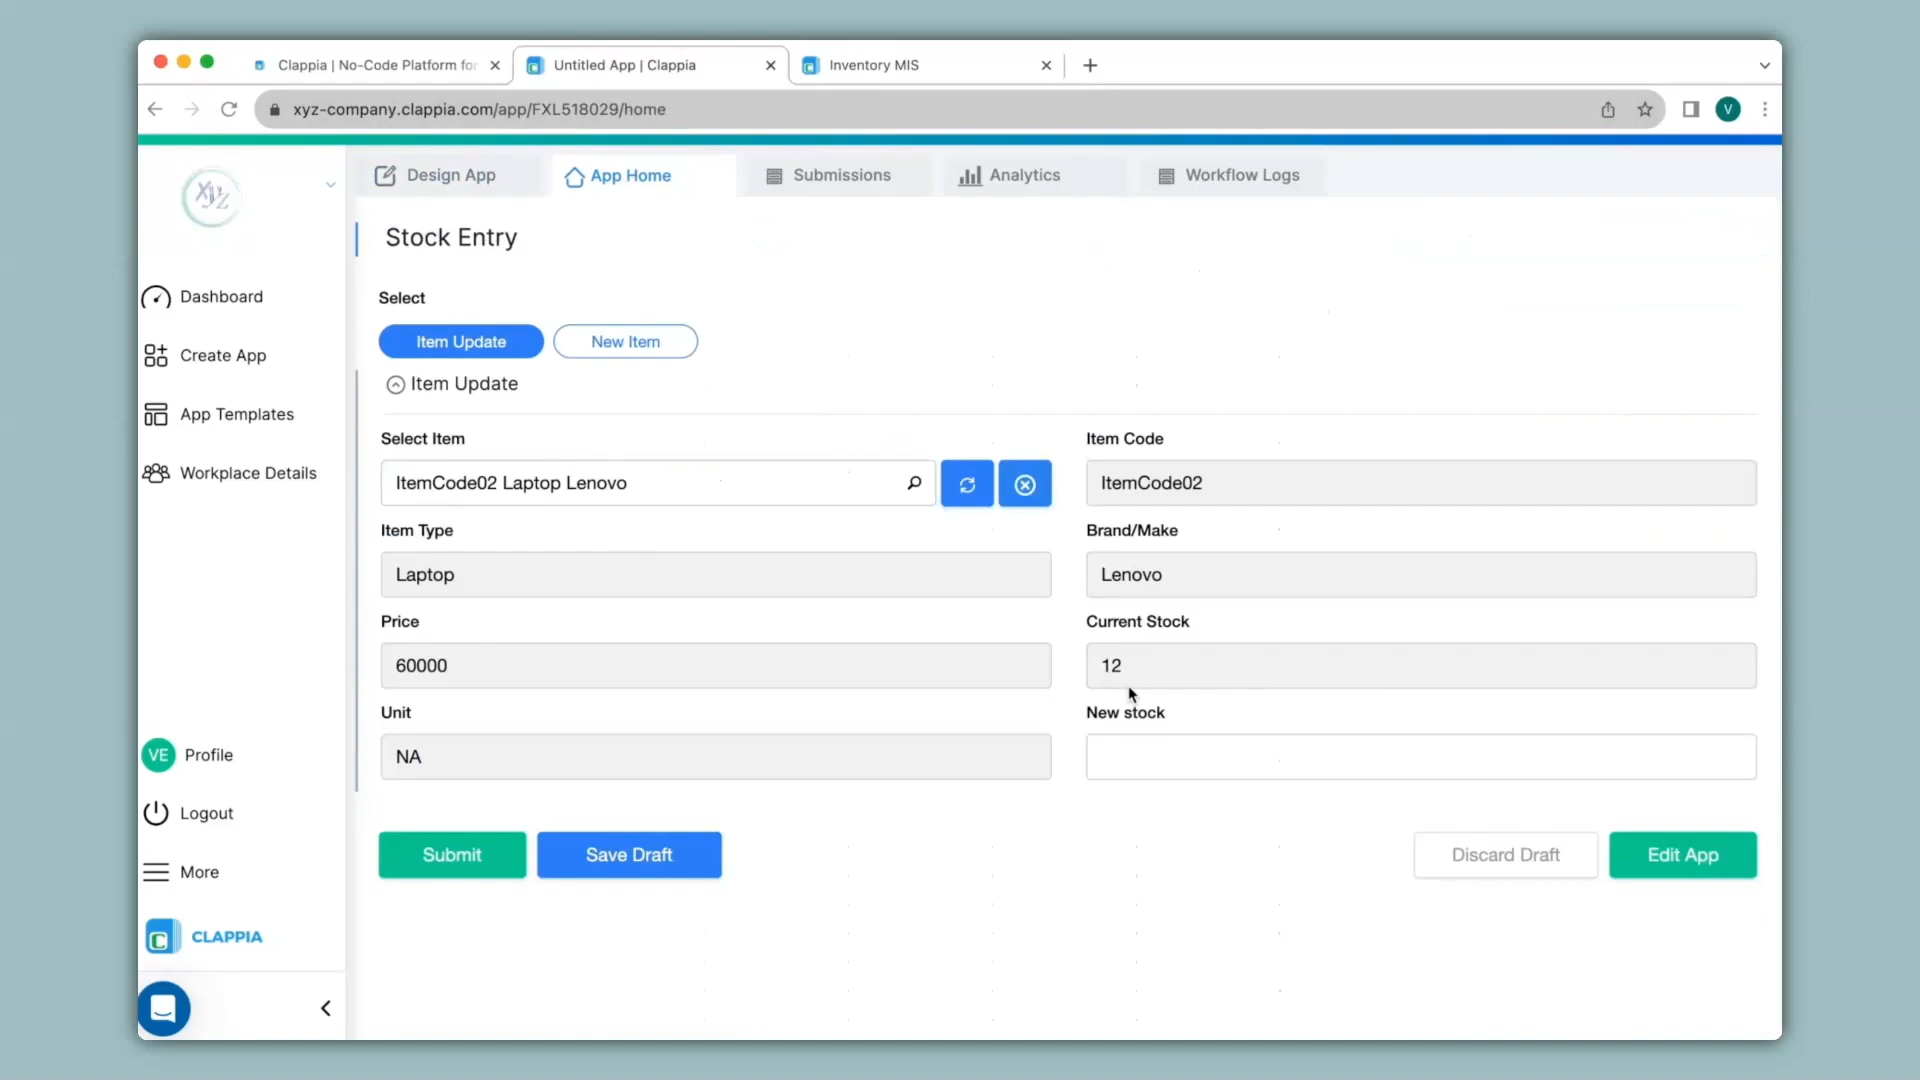 Clappia | No-Code Platform for
Untitled App | Clappia
Inventory MIS
xyz-company.clappia.com/app/FXL518029/home
V
XYZ
Design App
App Home
Submissions
Analytics
Workflow Logs
Stock Entry
Dashboard
Create App
App Templates
Workplace Details
Select
Item Update
New Item
Item Update
Select Item
Item Code
ItemCode02 Laptop Lenovo
ItemCode02
Item Type
Brand/Make
Laptop
Lenovo
Price
Current Stock
60000
12
Unit
New stock
NA
Submit
Save Draft
Discard Draft
Edit App
VE
Profile
Logout
More
CLAPPIA